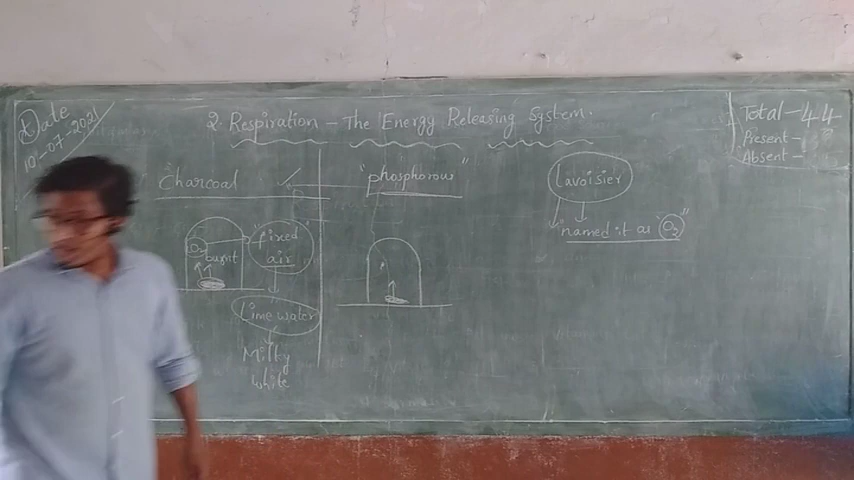 Date
10-07-2021
2. Respiration - The Energy Releasing System.
Total - 44
Present -
Absent -
Charcoal
"phosphorous"
Lavoisier
"named it as O2"
O2
burnt
"fixed
air"
Lime water
Milky
white